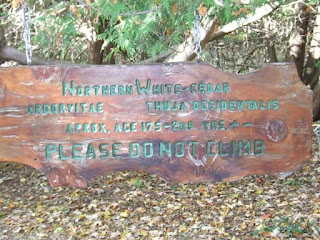 NORTHERN WHITE-CEDAR
ARBORVITAE THUJA OCCIDENTALIS
APPROX. AGE 175-200 YRS. + -
PLEASE DO NOT CLIMB